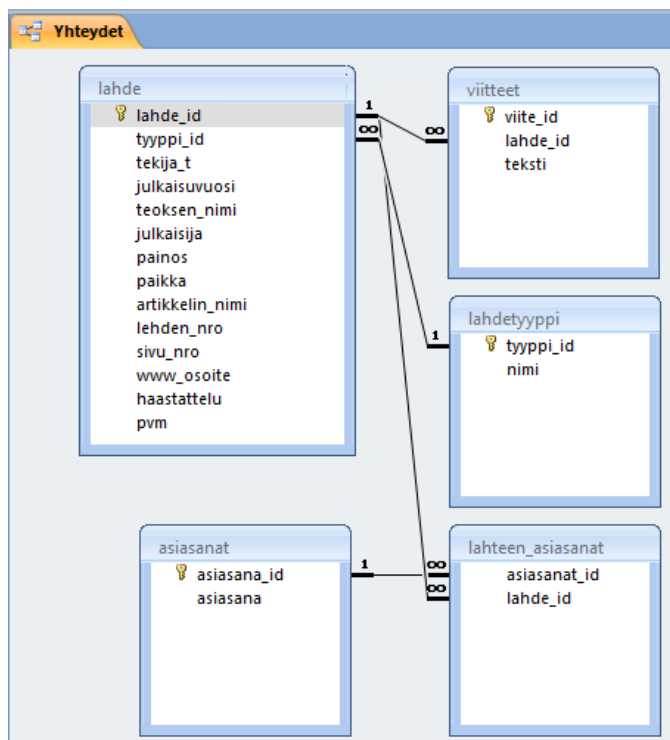 Yhteydet
lahde
lahde_id
tyyppi_id
tekija_t
julkaisuvuosi
teoksen_nimi
julkaisija
painos
paikka
artikkelin_nimi
lehden_nro
sivu_nro
www_osoite
haastattelu
pvm
1
∞
viitteet
viite_id
lahde_id
teksti
∞
lahdetyyppi
tyyppi_id
nimi
1
asiasanat
asiasana_id
asiasana
1
lahteen_asiasanat
asiasanat_id
lahde_id
∞
∞